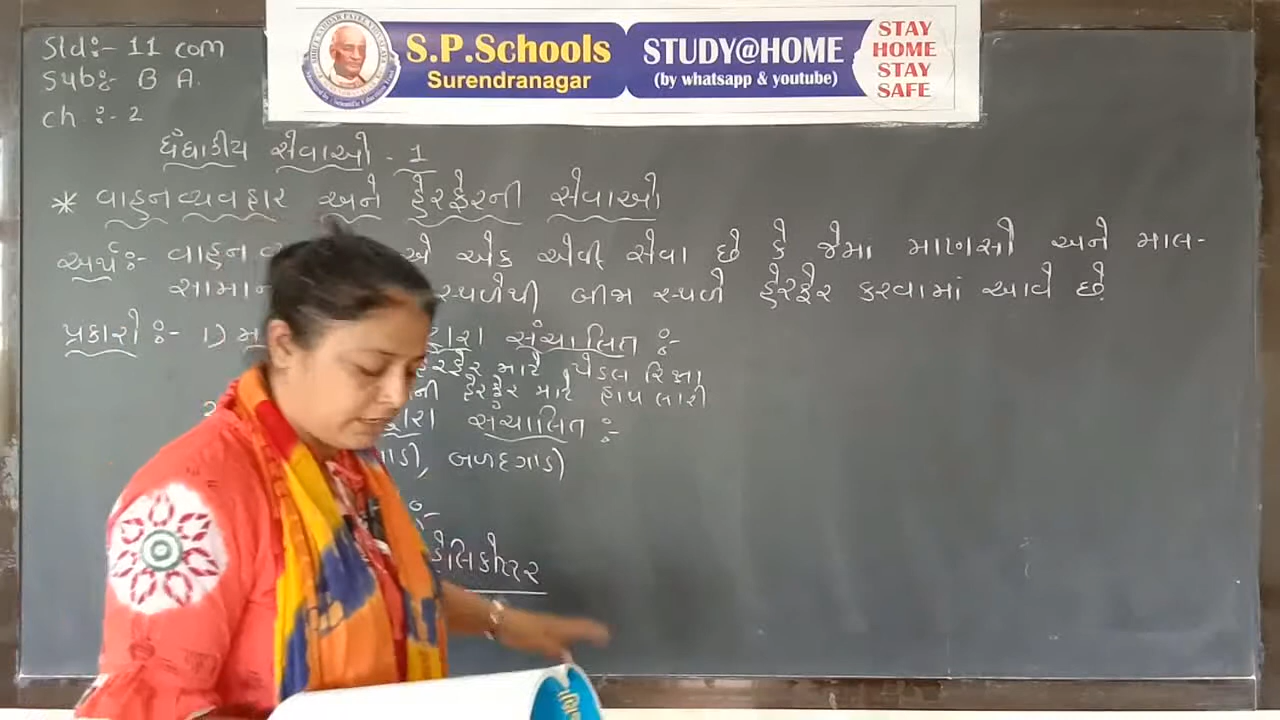 S.P.Schools
Surendranagar
STUDY@HOME
(by whatsapp & youtube)
STAY
HOME
STAY
SAFE
Std:- 11 com
Sub:- B A.
Ch :- 2
ધંધાકીય સેવાઓ - 1
* વાહનવ્યવહાર અને હેરફેરની સેવાઓ
અર્થ:- વાહન એ એક એવી સેવા છે કે જેમા માણસો અને માલ-
સામાન સ્થળેથી બીજા સ્થળે હેરફેર કરવામાં આવે છે
પ્રકારો :- 1) સંચાલિત :-
હેરફેર માટે પેડલ રિક્ષા
ની હેરફેર માટે હાથ લારી
સંચાલિત :-
બળદગાડી
હેલિકોપ્ટર